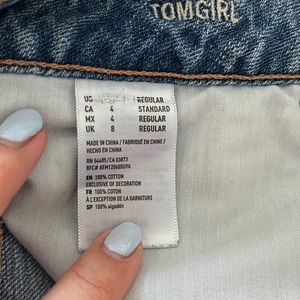 TOMGIRL
US REGULAR
CA 4 STANDARD
MX 4 REGULAR
UK 8 REGULAR
MADE IN CHINA / FABRIQUÉ EN CHINE /
HECHO EN CHINA
RN 54485/CA 03873
EN 100% COTTON
EXCLUSIVE OF DECORATION
FR 100% COTON
À L'EXCEPTION DE LA GARNITURE
SP 100% algodón